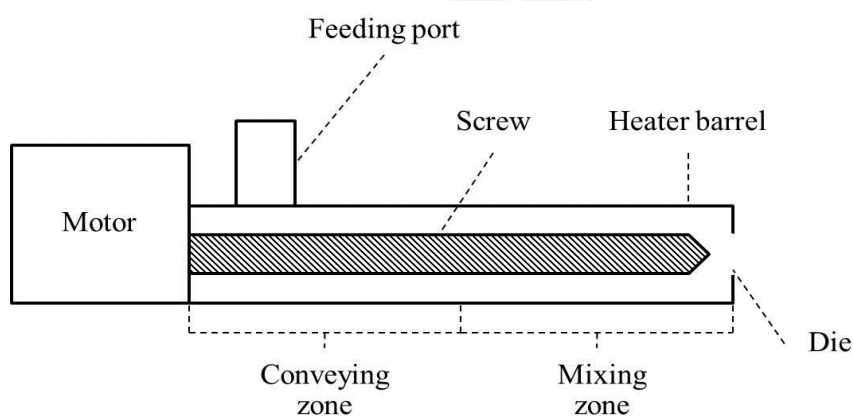 Feeding port
Screw
Heater barrel
Motor
Die
Conveying
zone
Mixing
zone